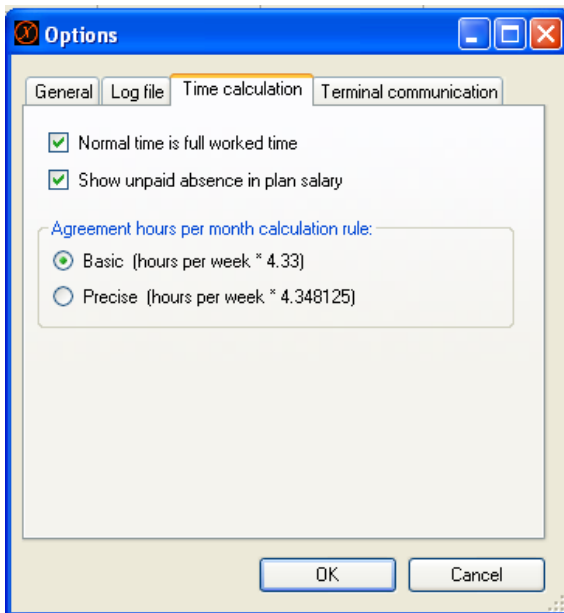 Options
General
Log file
Time calculation
Terminal communication
Normal time is full worked time
Show unpaid absence in plan salary
Agreement hours per month calculation rule:
Basic (hours per week * 4.33)
Precise (hours per week * 4.348125)
OK
Cancel